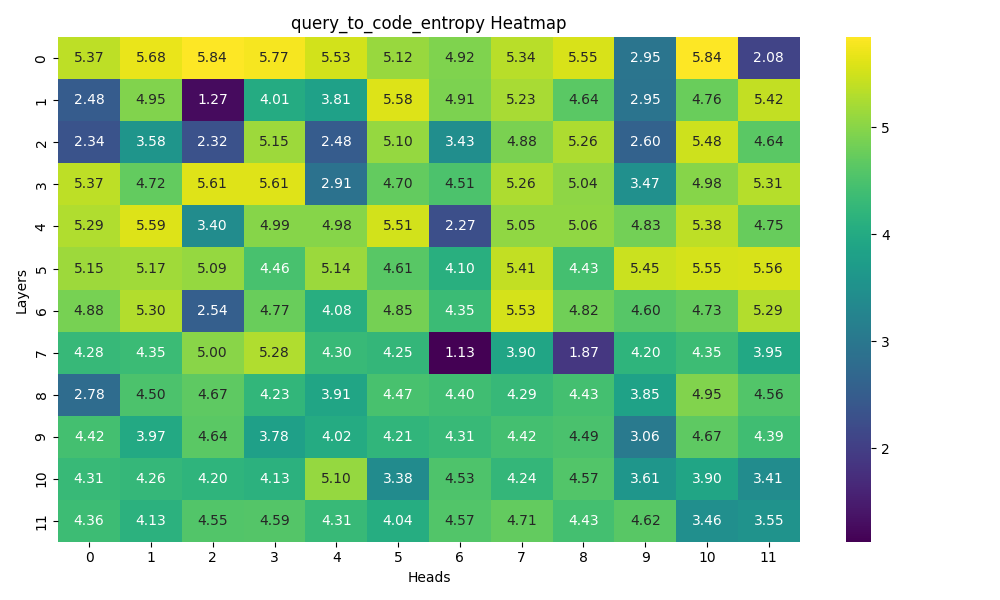 query_to_code_entropy Heatmap
0 5.37 5.68 5.84 5.77 5.53 5.12 4.92 5.34 5.55 2.95 5.84 2.08
1 2.48 4.95 1.27 4.01 3.81 5.58 4.91 5.23 4.64 2.95 4.76 5.42
2 2.34 3.58 2.32 5.15 2.48 5.10 3.43 4.88 5.26 2.60 5.48 4.64
3 5.37 4.72 5.61 5.61 2.91 4.70 4.51 5.26 5.04 3.47 4.98 5.31
4 5.29 5.59 3.40 4.99 4.98 5.51 2.27 5.05 5.06 4.83 5.38 4.75
5 5.15 5.17 5.09 4.46 5.14 4.61 4.10 5.41 4.43 5.45 5.55 5.56
6 4.88 5.30 2.54 4.77 4.08 4.85 4.35 5.53 4.82 4.60 4.73 5.29
7 4.28 4.35 5.00 5.28 4.30 4.25 1.13 3.90 1.87 4.20 4.35 3.95
8 2.78 4.50 4.67 4.23 3.91 4.47 4.40 4.29 4.43 3.85 4.95 4.56
9 4.42 3.97 4.64 3.78 4.02 4.21 4.31 4.42 4.49 3.06 4.67 4.39
10 4.31 4.26 4.20 4.13 5.10 3.38 4.53 4.24 4.57 3.61 3.90 3.41
11 4.36 4.13 4.55 4.59 4.31 4.04 4.57 4.71 4.43 4.62 3.46 3.55
0 1 2 3 4 5 6 7 8 9 10 11
Heads
Layers
5
4
3
2